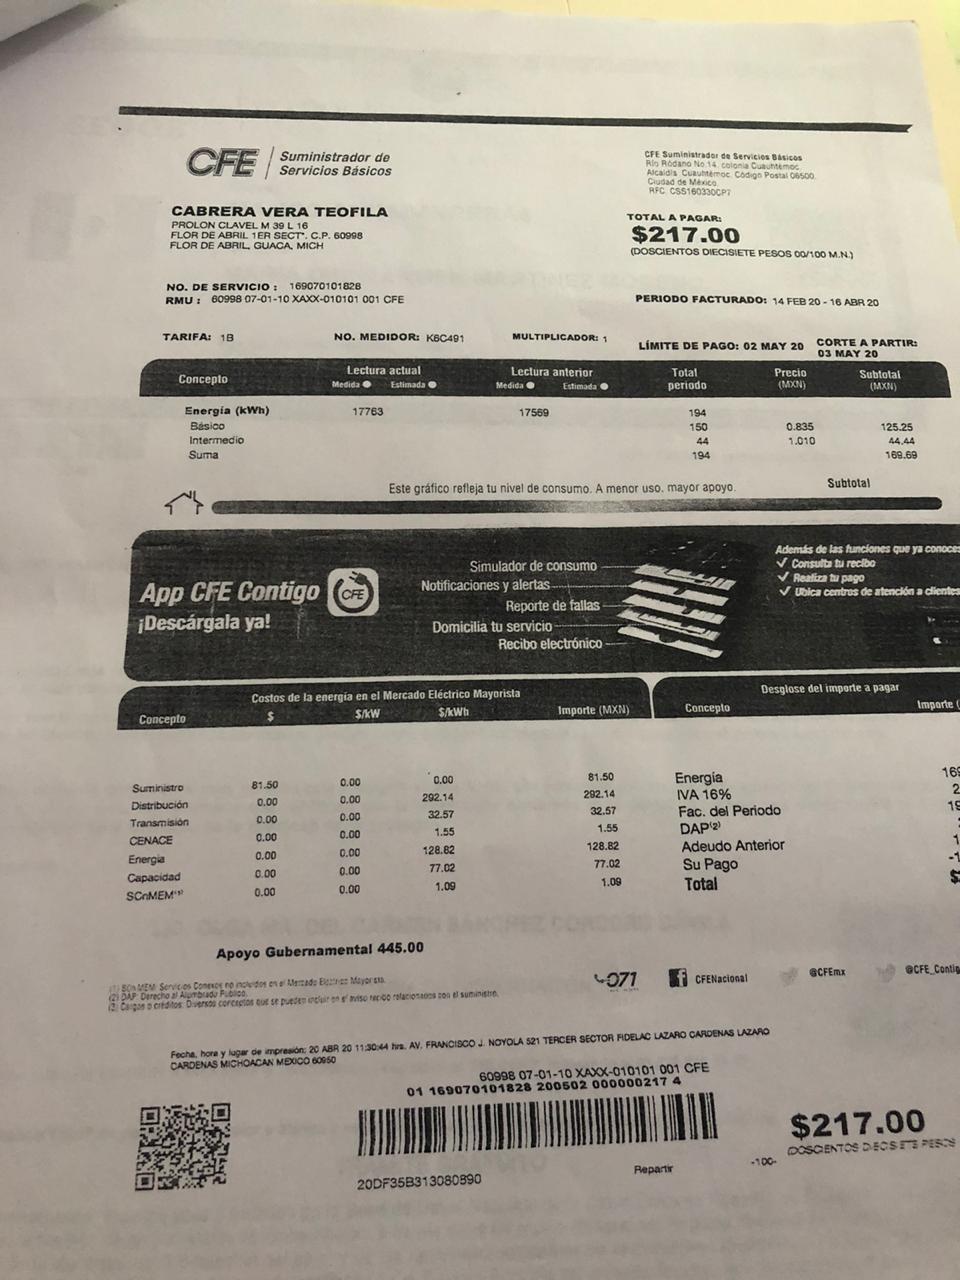 CFE Suministrador de Servicios Básicos
CFE Suministrador de Servicios Básicos
Río Ródano No.14, colonia Cuauhtémoc,
Alcaldía Cuauhtémoc, Código Postal 06500,
Ciudad de México.
RFC: CSS160330CP7
CABRERA VERA TEOFILA
PROLON CLAVEL M 39 L 16
FLOR DE ABRIL 1ER SECT*. C.P. 60998
FLOR DE ABRIL, GUACA, MICH
TOTAL A PAGAR:
$217.00
(DOSCIENTOS DIECISIETE PESOS 00/100 M.N.)
NO. DE SERVICIO : 169070101828
RMU : 60998 07-01-10 XAXX-010101 001 CFE
PERIODO FACTURADO: 14 FEB 20 - 16 ABR 20
TARIFA: 1B NO. MEDIDOR: K6C491 MULTIPLICADOR: 1 LÍMITE DE PAGO: 02 MAY 20 CORTE A PARTIR: 03 MAY 20
Concepto Lectura actual Lectura anterior Total periodo Precio (MXN) Subtotal (MXN)
Medida Estimada Medida Estimada
Energía (kWh) 17763 17569 194
Básico 150 0.835 125.25
Intermedio 44 1.010 44.44
Suma 194 169.69
Este gráfico refleja tu nivel de consumo. A menor uso, mayor apoyo. Subtotal
App CFE Contigo CFE
¡Descárgala ya!
Simulador de consumo
Notificaciones y alertas
Reporte de fallas
Domicilia tu servicio
Recibo electrónico
Además de las funciones que ya conoces
✓ Consulta tu recibo
✓ Realiza tu pago
✓ Ubica centros de atención a clientes
Costos de la energía en el Mercado Eléctrico Mayorista
Concepto $ $/kW $/kWh Importe (MXN)
Suministro 81.50 0.00 0.00 81.50
Distribución 0.00 0.00 292.14 292.14
Transmisión 0.00 0.00 32.57 32.57
CENACE 0.00 0.00 1.55 1.55
Energía 0.00 0.00 128.82 128.82
Capacidad 0.00 0.00 77.02 77.02
SCnMEM(1) 0.00 0.00 1.09 1.09
Desglose del importe a pagar
Concepto Importe (
Energía 169
IVA 16% 2
Fac. del Periodo 19
DAP(2)
Adeudo Anterior 1
Su Pago -1
Total $
Apoyo Gubernamental 445.00
(1) SCnMEM: Servicios Conexos no incluidos en el Mercado Eléctrico Mayorista.
(2) DAP: Derecho al Alumbrado Público.
(3) Cargos o créditos: Diversos conceptos que se pueden incluir en el aviso recibo relacionados con el suministro.
071 CFENacional @CFEmx @CFE_Contig
Fecha, hora y lugar de impresión: 20 ABR 20 11:30:44 hrs. AV. FRANCISCO J. NOYOLA 521 TERCER SECTOR FIDELAC LAZARO CARDENAS LAZARO
CARDENAS MICHOACAN MEXICO 60950
60998 07-01-10 XAXX-010101 001 CFE
01 169070101828 200502 000000217 4
$217.00
DOSCIENTOS DIECISIETE PESOS
20DF35B313080890
Repartir
-100-